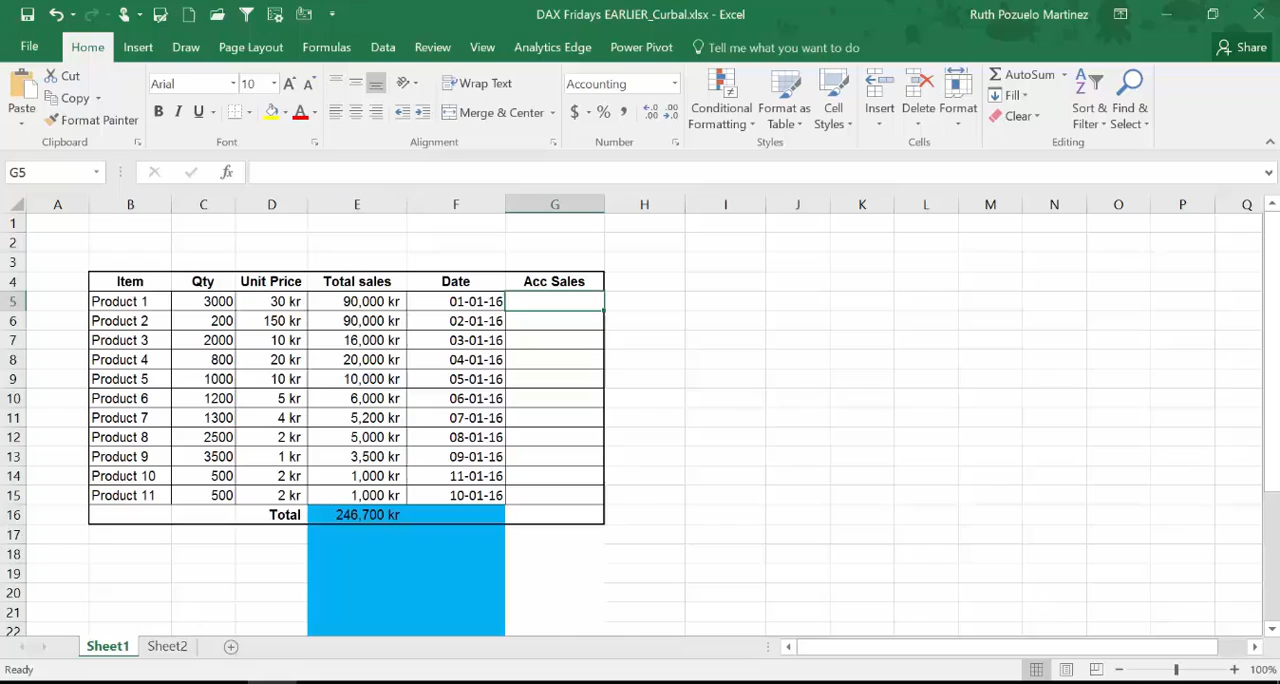 DAX Fridays EARLIER_Curbal.xlsx - Excel
Ruth Pozuelo Martinez
File Home Insert Draw Page Layout Formulas Data Review View Analytics Edge Power Pivot Tell me what you want to do Share
Paste
Cut
Copy
Format Painter
Clipboard
Arial 10
B I U A
Font
Wrap Text
Merge & Center
Alignment
Accounting
$ % ,
Number
Conditional Formatting
Format as Table
Cell Styles
Styles
Insert Delete Format
Cells
AutoSum
Fill
Clear
Sort & Filter
Find & Select
Editing
G5 fx
A B C D E F G H I J K L M N O P Q
1
2
3
4 Item Qty Unit Price Total sales Date Acc Sales
5 Product 1 3000 30 kr 90,000 kr 01-01-16
6 Product 2 200 150 kr 90,000 kr 02-01-16
7 Product 3 2000 10 kr 16,000 kr 03-01-16
8 Product 4 800 20 kr 20,000 kr 04-01-16
9 Product 5 1000 10 kr 10,000 kr 05-01-16
10 Product 6 1200 5 kr 6,000 kr 06-01-16
11 Product 7 1300 4 kr 5,200 kr 07-01-16
12 Product 8 2500 2 kr 5,000 kr 08-01-16
13 Product 9 3500 1 kr 3,500 kr 09-01-16
14 Product 10 500 2 kr 1,000 kr 11-01-16
15 Product 11 500 2 kr 1,000 kr 10-01-16
16 Total 246,700 kr
17
18
19
20
21
22
Sheet1 Sheet2
Ready
100%